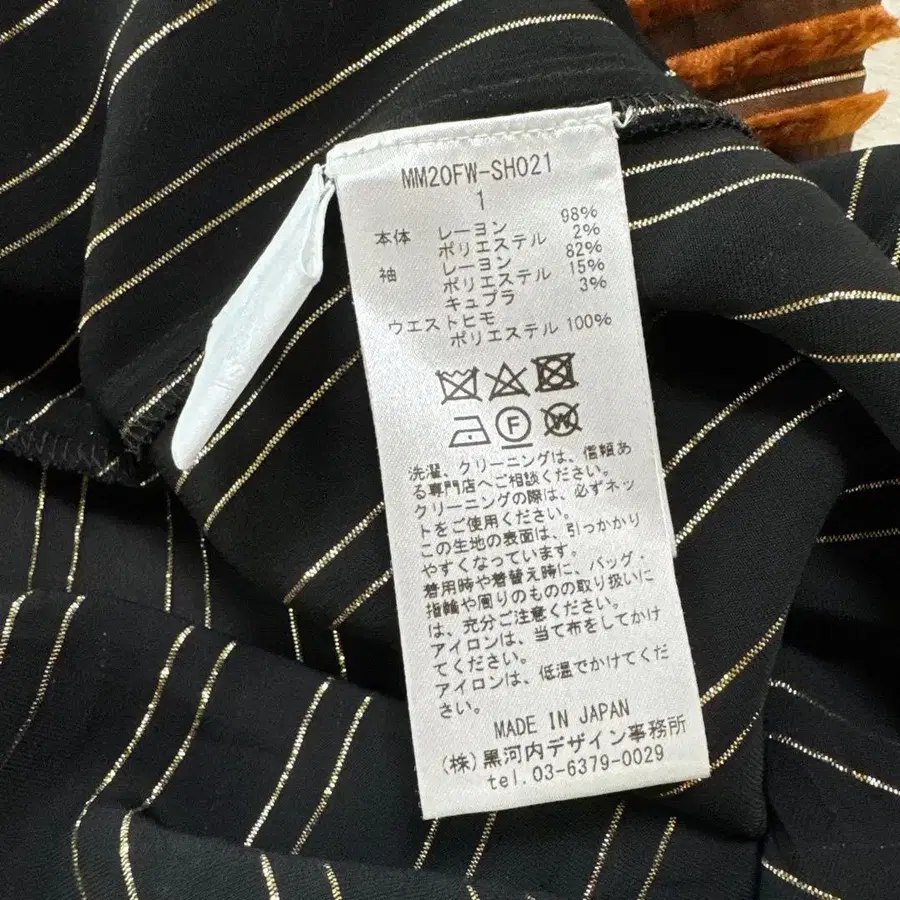 MM20FW-SH021
1
本体 レーヨン 98%
ポリエステル 2%
袖 レーヨン 82%
ポリエステル 15%
キュプラ 3%
ウエストヒモ
ポリエステル 100%
F
W
洗濯、クリーニングは、信頼あ
る専門店へご相談ください。
クリーニングの際は、必ずネッ
トをご使用ください。
この生地の表面は、引っかかり
やすくなっています。
着用時や着替え時に、バッグ・
指輪や周りのものの取り扱いに
は、充分ご注意ください。
アイロンは、当て布をしてかけ
てください。
アイロンは、低温でかけてくだ
さい。
MADE IN JAPAN
(株)黒河内デザイン事務所
tel.03-6379-0029